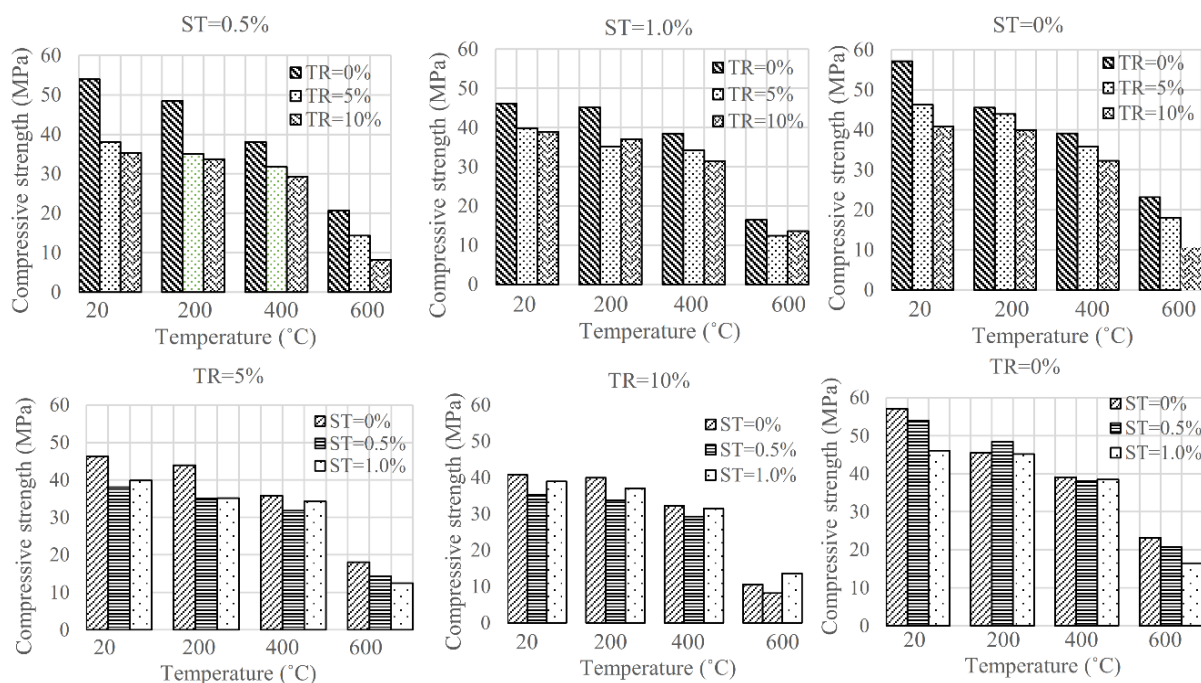 ST=0.5%
Compressive strength (MPa)
60
50
40
30
20
10
0
TR=0%
TR=5%
TR=10%
20 200 400 600
Temperature (˚C)
ST=1.0%
Compressive strength (MPa)
60
50
40
30
20
10
0
TR=0%
TR=5%
TR=10%
20 200 400 600
Temperature (˚C)
ST=0%
Compressive strength (MPa)
60
50
40
30
20
10
0
TR=0%
TR=5%
TR=10%
20 200 400 600
Temperature (˚C)
TR=5%
Compressive strength (MPa)
60
50
40
30
20
10
0
ST=0%
ST=0.5%
ST=1.0%
20 200 400 600
Temperature (˚C)
TR=10%
Compressive strength (MPa)
60
50
40
30
20
10
0
ST=0%
ST=0.5%
ST=1.0%
20 200 400 600
Temperature (˚C)
TR=0%
Compressive strength (MPa)
60
50
40
30
20
10
0
ST=0%
ST=0.5%
ST=1.0%
20 200 400 600
Temperature (˚C)